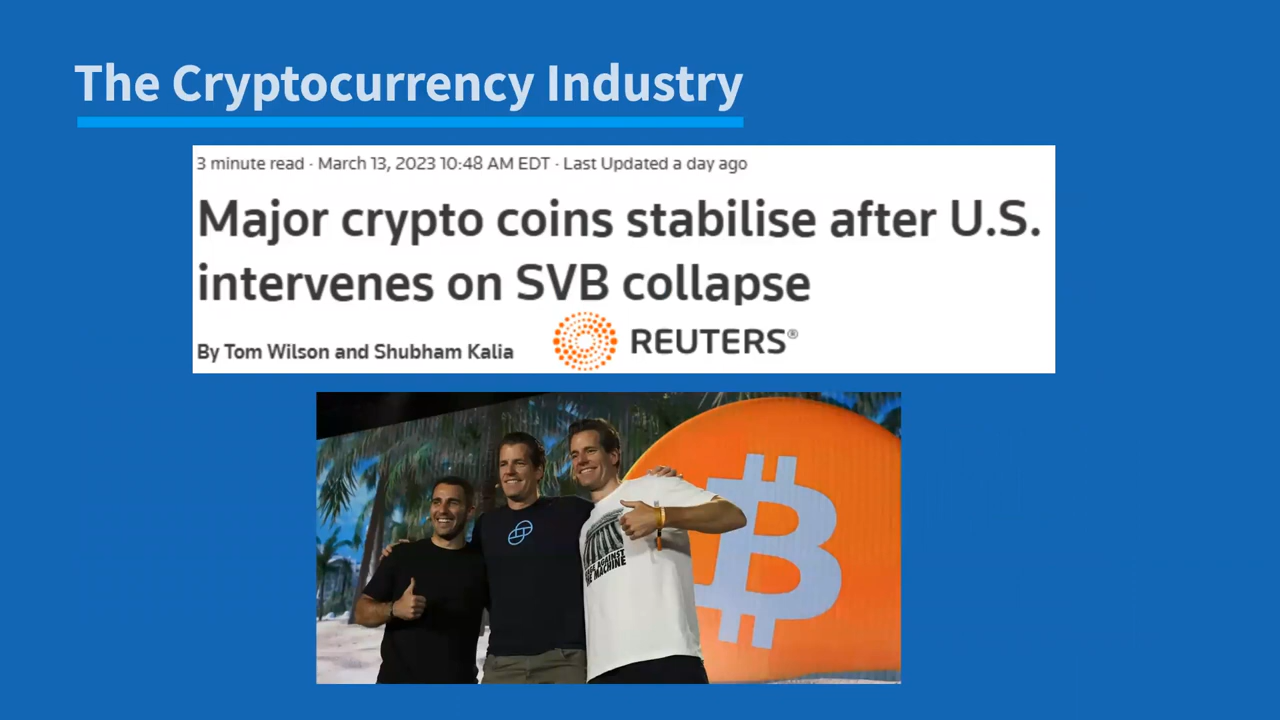 The Cryptocurrency Industry
3 minute read · March 13, 2023 10:48 AM EDT · Last Updated a day ago
Major crypto coins stabilise after U.S.
intervenes on SVB collapse
By Tom Wilson and Shubham Kalia
REUTERS®
AGAINST
THE MACHINE